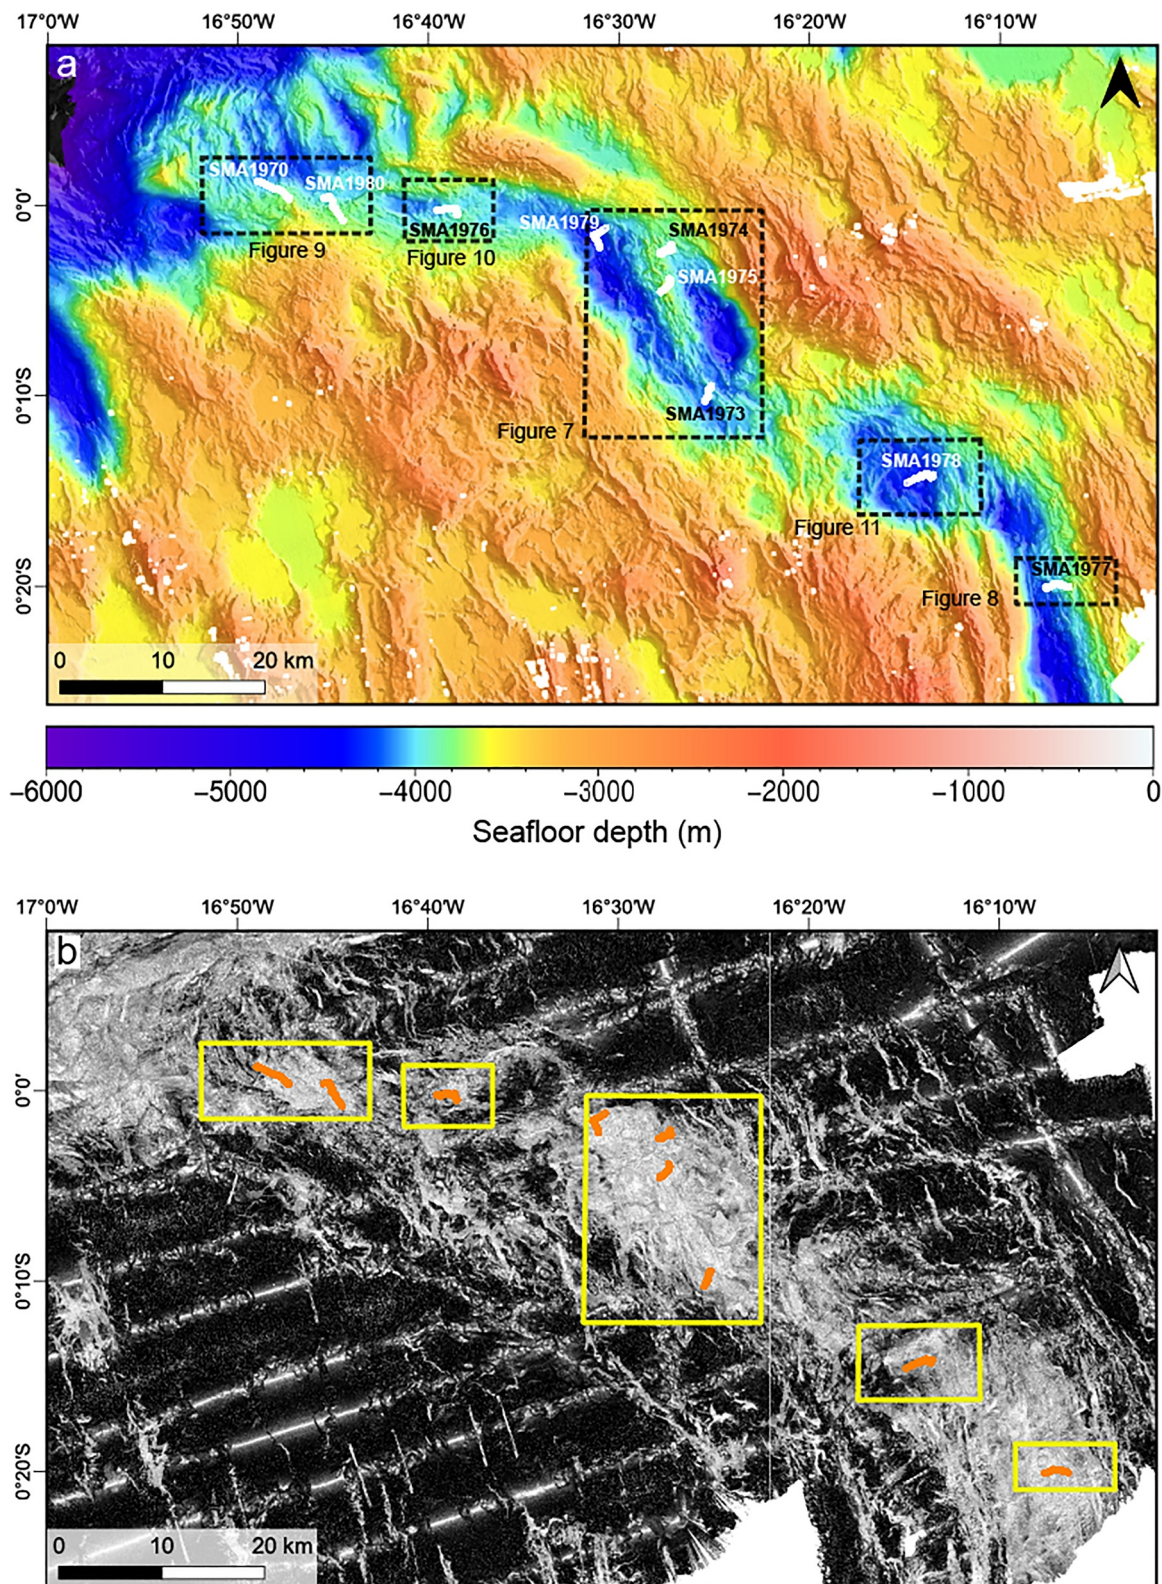 17°0'W 16°50'W 16°40'W 16°30'W 16°20'W 16°10'W
a
SMA1970
SMA1980
0°0'
SMA1976
SMA1979
SMA1974
Figure 9
Figure 10
SMA1975
0°10'S
SMA1973
Figure 7
SMA1978
Figure 11
SMA1977
0°20'S
Figure 8
0 10 20 km
−6000 −5000 −4000 −3000 −2000 −1000 0
Seafloor depth (m)
17°0'W 16°50'W 16°40'W 16°30'W 16°20'W 16°10'W
b
0°0'
0°10'S
0°20'S
0 10 20 km